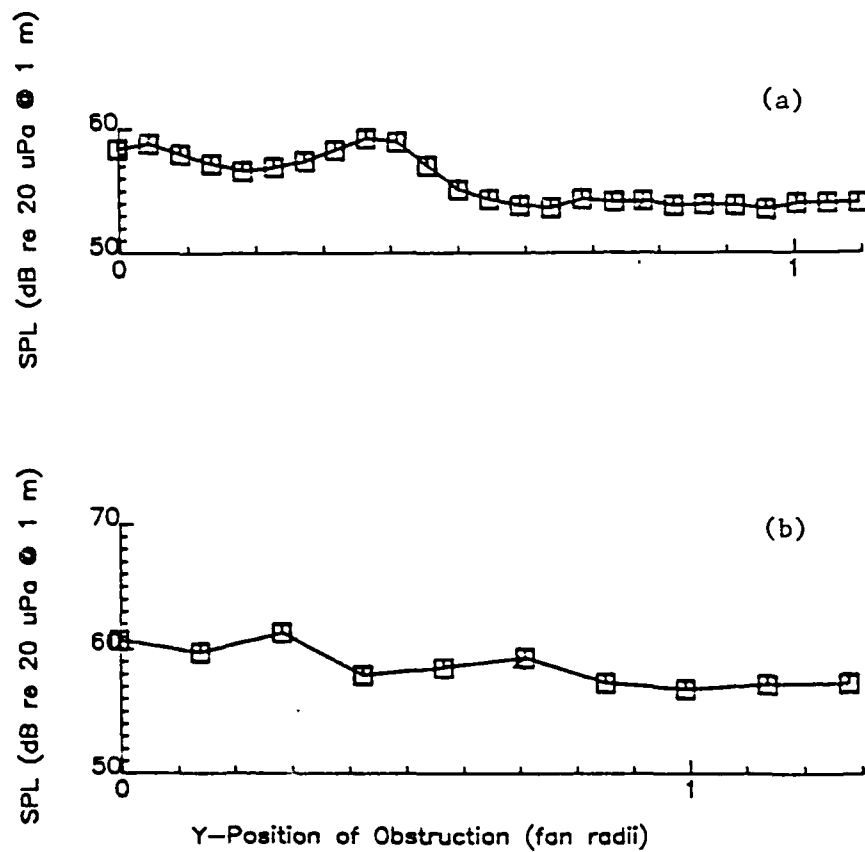 SPL (dB re 20 uPa @ 1 m)
(a)
60
50
0
1
SPL (dB re 20 uPa @ 1 m)
(b)
70
60
50
0
1
Y-Position of Obstruction (fan radii)